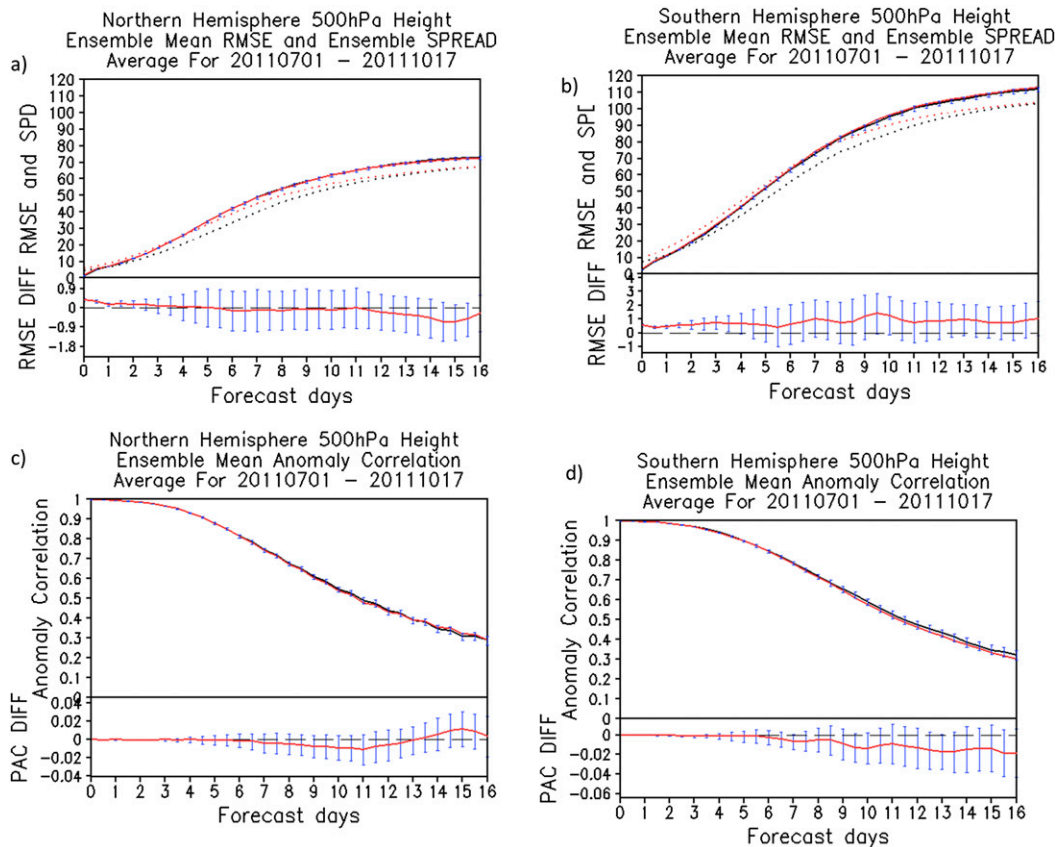 a)
Northern Hemisphere 500hPa Height
Ensemble Mean RMSE and Ensemble SPREAD
Average For 20110701 – 20111017
RMSE and SPD
120
110
100
90
80
70
60
50
40
30
20
10
0
RMSE DIFF
0.9
0
-0.9
-1.8
0 1 2 3 4 5 6 7 8 9 10 11 12 13 14 15 16
Forecast days
b)
Southern Hemisphere 500hPa Height
Ensemble Mean RMSE and Ensemble SPREAD
Average For 20110701 – 20111017
RMSE and SPD
120
110
100
90
80
70
60
50
40
30
20
10
0
RMSE DIFF
4
3
2
1
0
-1
0 1 2 3 4 5 6 7 8 9 10 11 12 13 14 15 16
Forecast days
c)
Northern Hemisphere 500hPa Height
Ensemble Mean Anomaly Correlation
Average For 20110701 – 20111017
Anomaly Correlation
1
0.9
0.8
0.7
0.6
0.5
0.4
0.3
0.2
0.1
0
PAC DIFF
0.04
0.02
0
-0.02
-0.04
0 1 2 3 4 5 6 7 8 9 10 11 12 13 14 15 16
Forecast days
d)
Southern Hemisphere 500hPa Height
Ensemble Mean Anomaly Correlation
Average For 20110701 – 20111017
Anomaly Correlation
1
0.9
0.8
0.7
0.6
0.5
0.4
0.3
0.2
0.1
0
PAC DIFF
0
-0.02
-0.04
-0.06
0 1 2 3 4 5 6 7 8 9 10 11 12 13 14 15 16
Forecast days